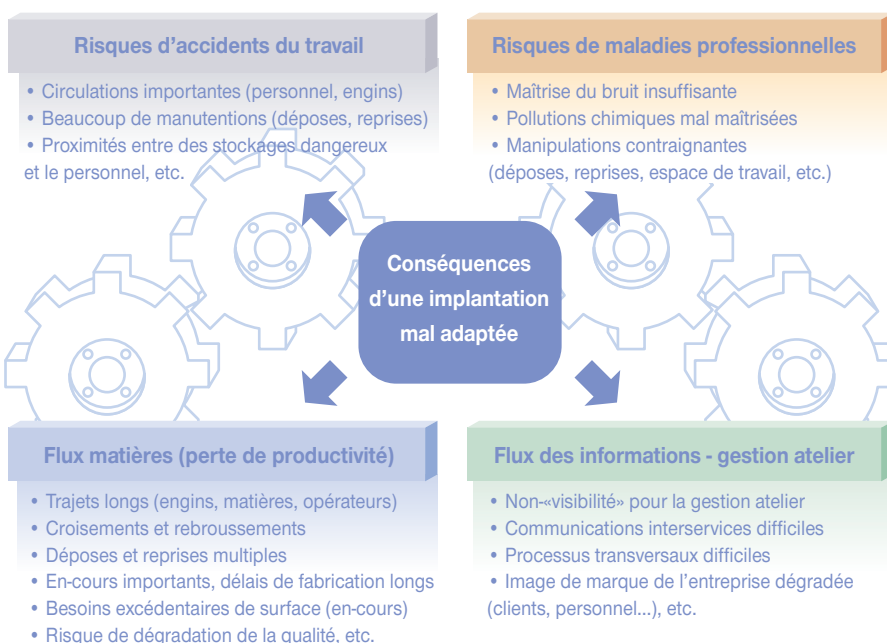 Risques d'accidents du travail
• Circulations importantes (personnel, engins)
• Beaucoup de manutentions (déposes, reprises)
• Proximités entre des stockages dangereux
et le personnel, etc.
Risques de maladies professionnelles
• Maîtrise du bruit insuffisante
• Pollutions chimiques mal maîtrisées
• Manipulations contraignantes
(déposes, reprises, espace de travail, etc.)
Conséquences
d'une implantation
mal adaptée
Flux matières (perte de productivité)
• Trajets longs (engins, matières, opérateurs)
• Croisements et rebroussements
• Déposes et reprises multiples
• En-cours importants, délais de fabrication longs
• Besoins excédentaires de surface (en-cours)
• Risque de dégradation de la qualité, etc.
Flux des informations - gestion atelier
• Non-«visibilité» pour la gestion atelier
• Communications interservices difficiles
• Processus transversaux difficiles
• Image de marque de l'entreprise dégradée
(clients, personnel...), etc.